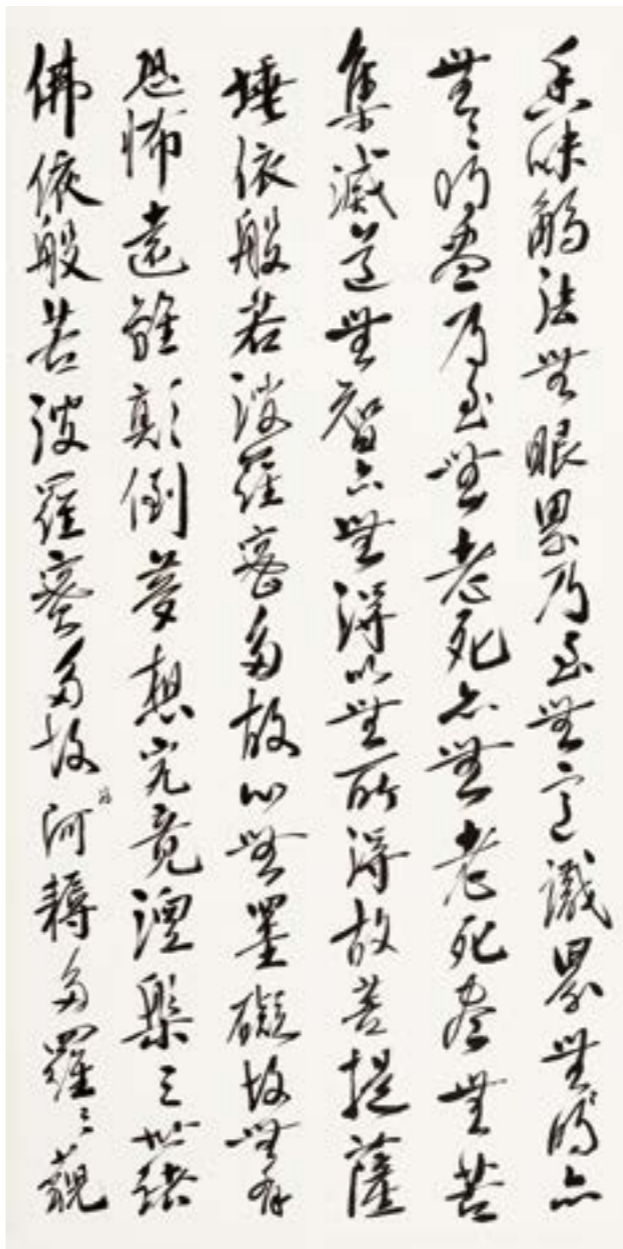 香味觸法無眼界乃至無意識界無明亦
無〻明盡乃至無老死亦無老死盡無苦
集滅道無智亦無得以無所得故菩提薩
埵依般若波羅蜜多故心無罣礙故無有
恐怖遠離顛倒夢想究竟涅槃三世諸
佛依般若波羅蜜多故得阿耨多羅三藐